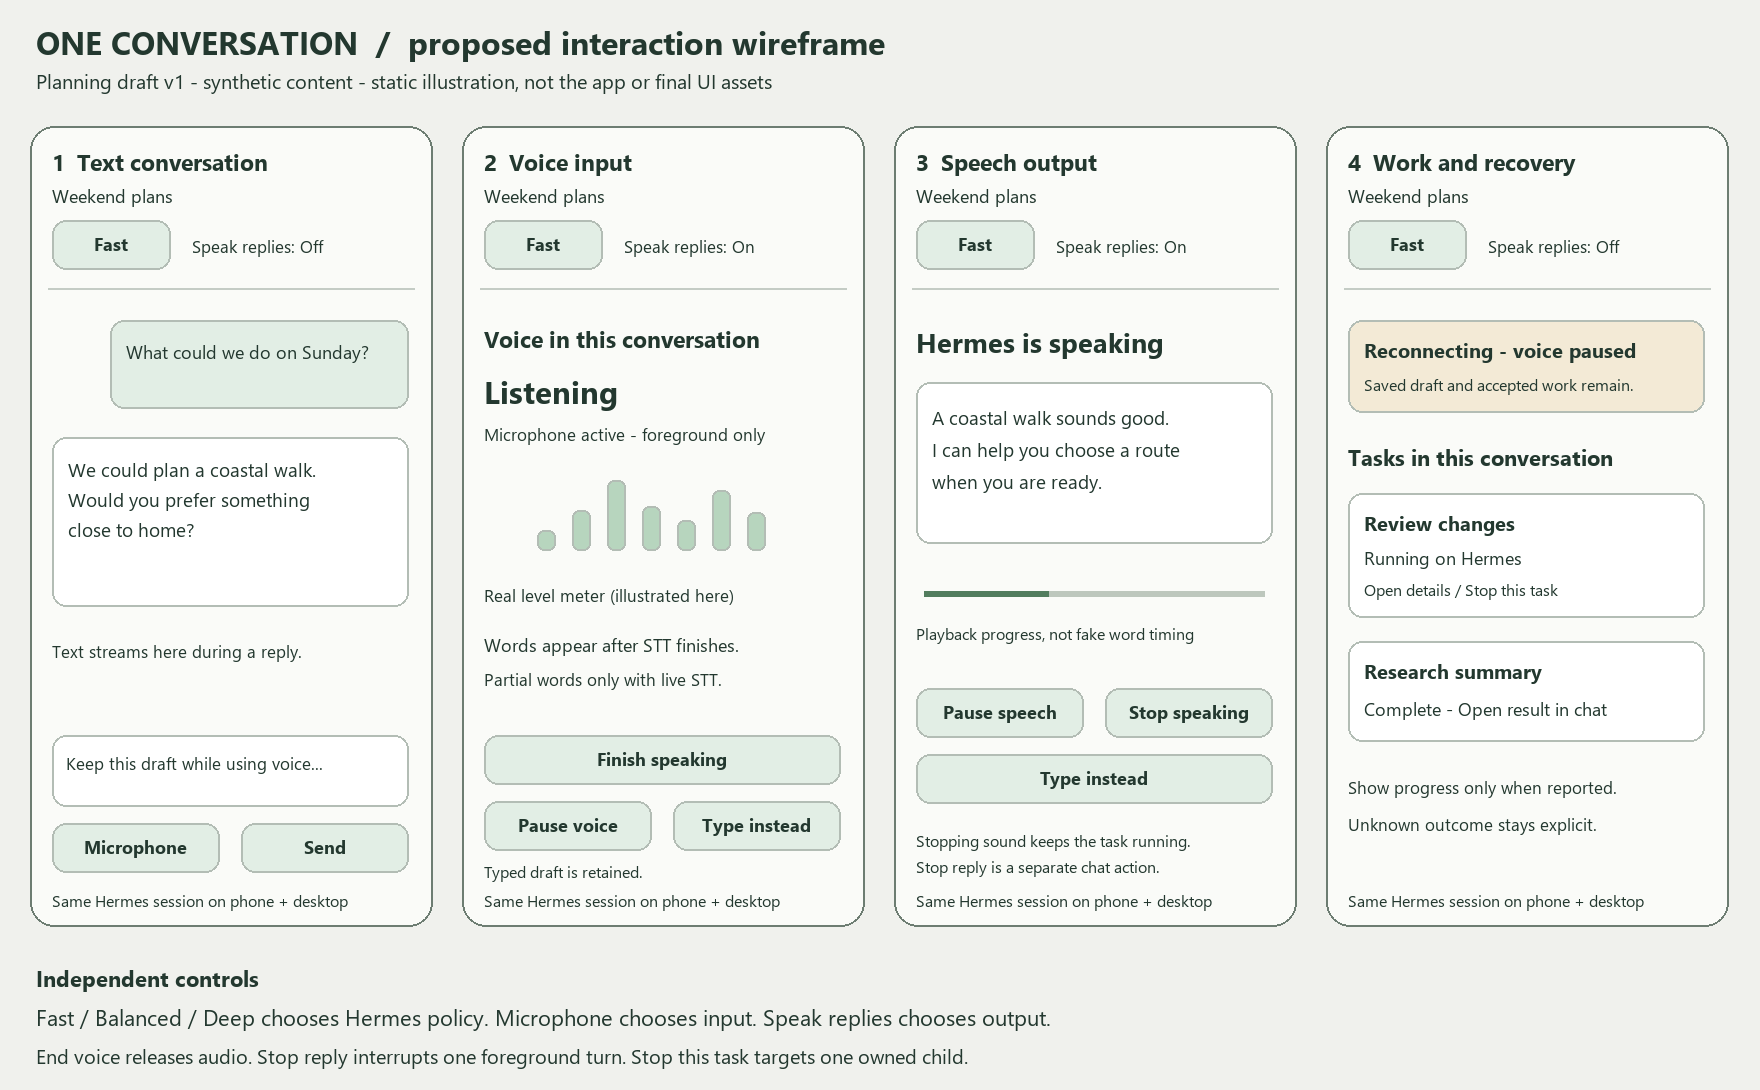 ONE CONVERSATION / proposed interaction wireframe
Planning draft v1 - synthetic content - static illustration, not the app or final UI assets
1 Text conversation
Weekend plans
Fast
Speak replies: Off
What could we do on Sunday?
We could plan a coastal walk.
Would you prefer something
close to home?
Text streams here during a reply.
Keep this draft while using voice...
Microphone
Send
Same Hermes session on phone + desktop
2 Voice input
Weekend plans
Fast
Speak replies: On
Voice in this conversation
Listening
Microphone active - foreground only
Real level meter (illustrated here)
Words appear after STT finishes.
Partial words only with live STT.
Finish speaking
Pause voice
Type instead
Typed draft is retained.
Same Hermes session on phone + desktop
3 Speech output
Weekend plans
Fast
Speak replies: On
Hermes is speaking
A coastal walk sounds good.
I can help you choose a route
when you are ready.
Playback progress, not fake word timing
Pause speech
Stop speaking
Type instead
Stopping sound keeps the task running.
Stop reply is a separate chat action.
Same Hermes session on phone + desktop
4 Work and recovery
Weekend plans
Fast
Speak replies: Off
Reconnecting - voice paused
Saved draft and accepted work remain.
Tasks in this conversation
Review changes
Running on Hermes
Open details / Stop this task
Research summary
Complete - Open result in chat
Show progress only when reported.
Unknown outcome stays explicit.
Same Hermes session on phone + desktop
Independent controls
Fast / Balanced / Deep chooses Hermes policy. Microphone chooses input. Speak replies chooses output.
End voice releases audio. Stop reply interrupts one foreground turn. Stop this task targets one owned child.